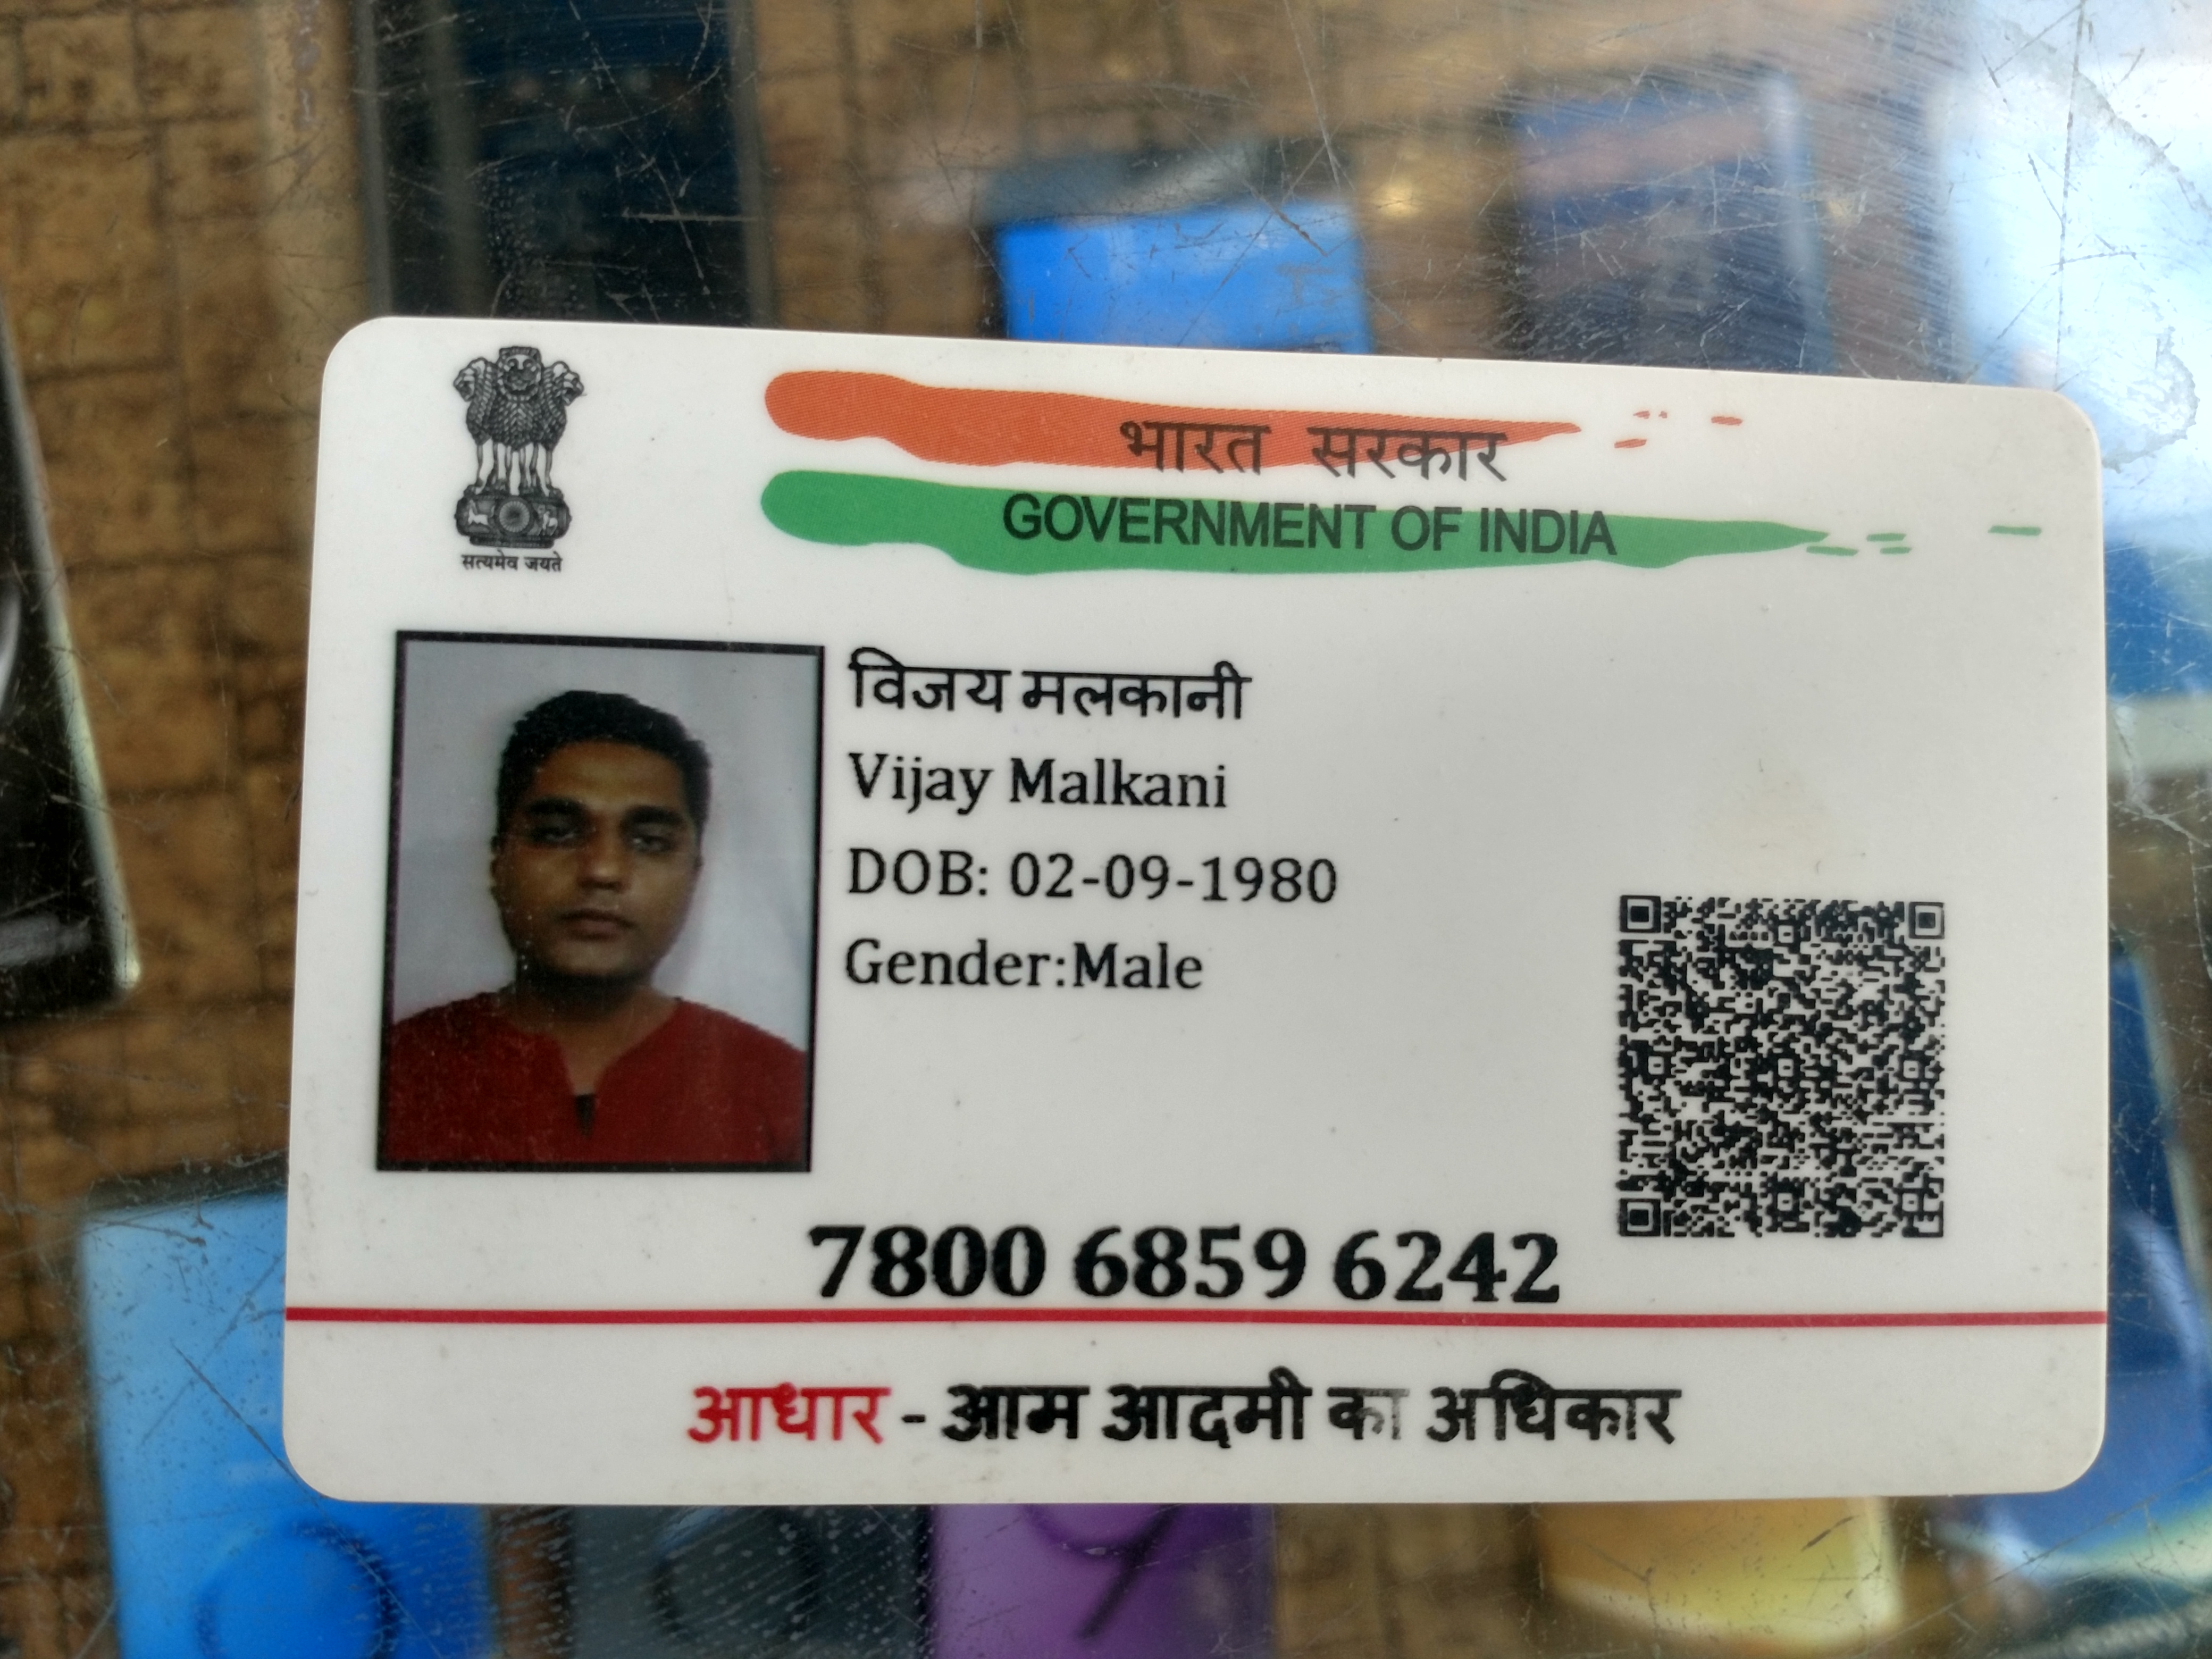 भारत सरकार
GOVERNMENT OF INDIA
सत्यमेव जयते
विजय मलकानी
Vijay Malkani
DOB: 02-09-1980
Gender:Male
7800 6859 6242
आधार - आम आदमी का अधिकार